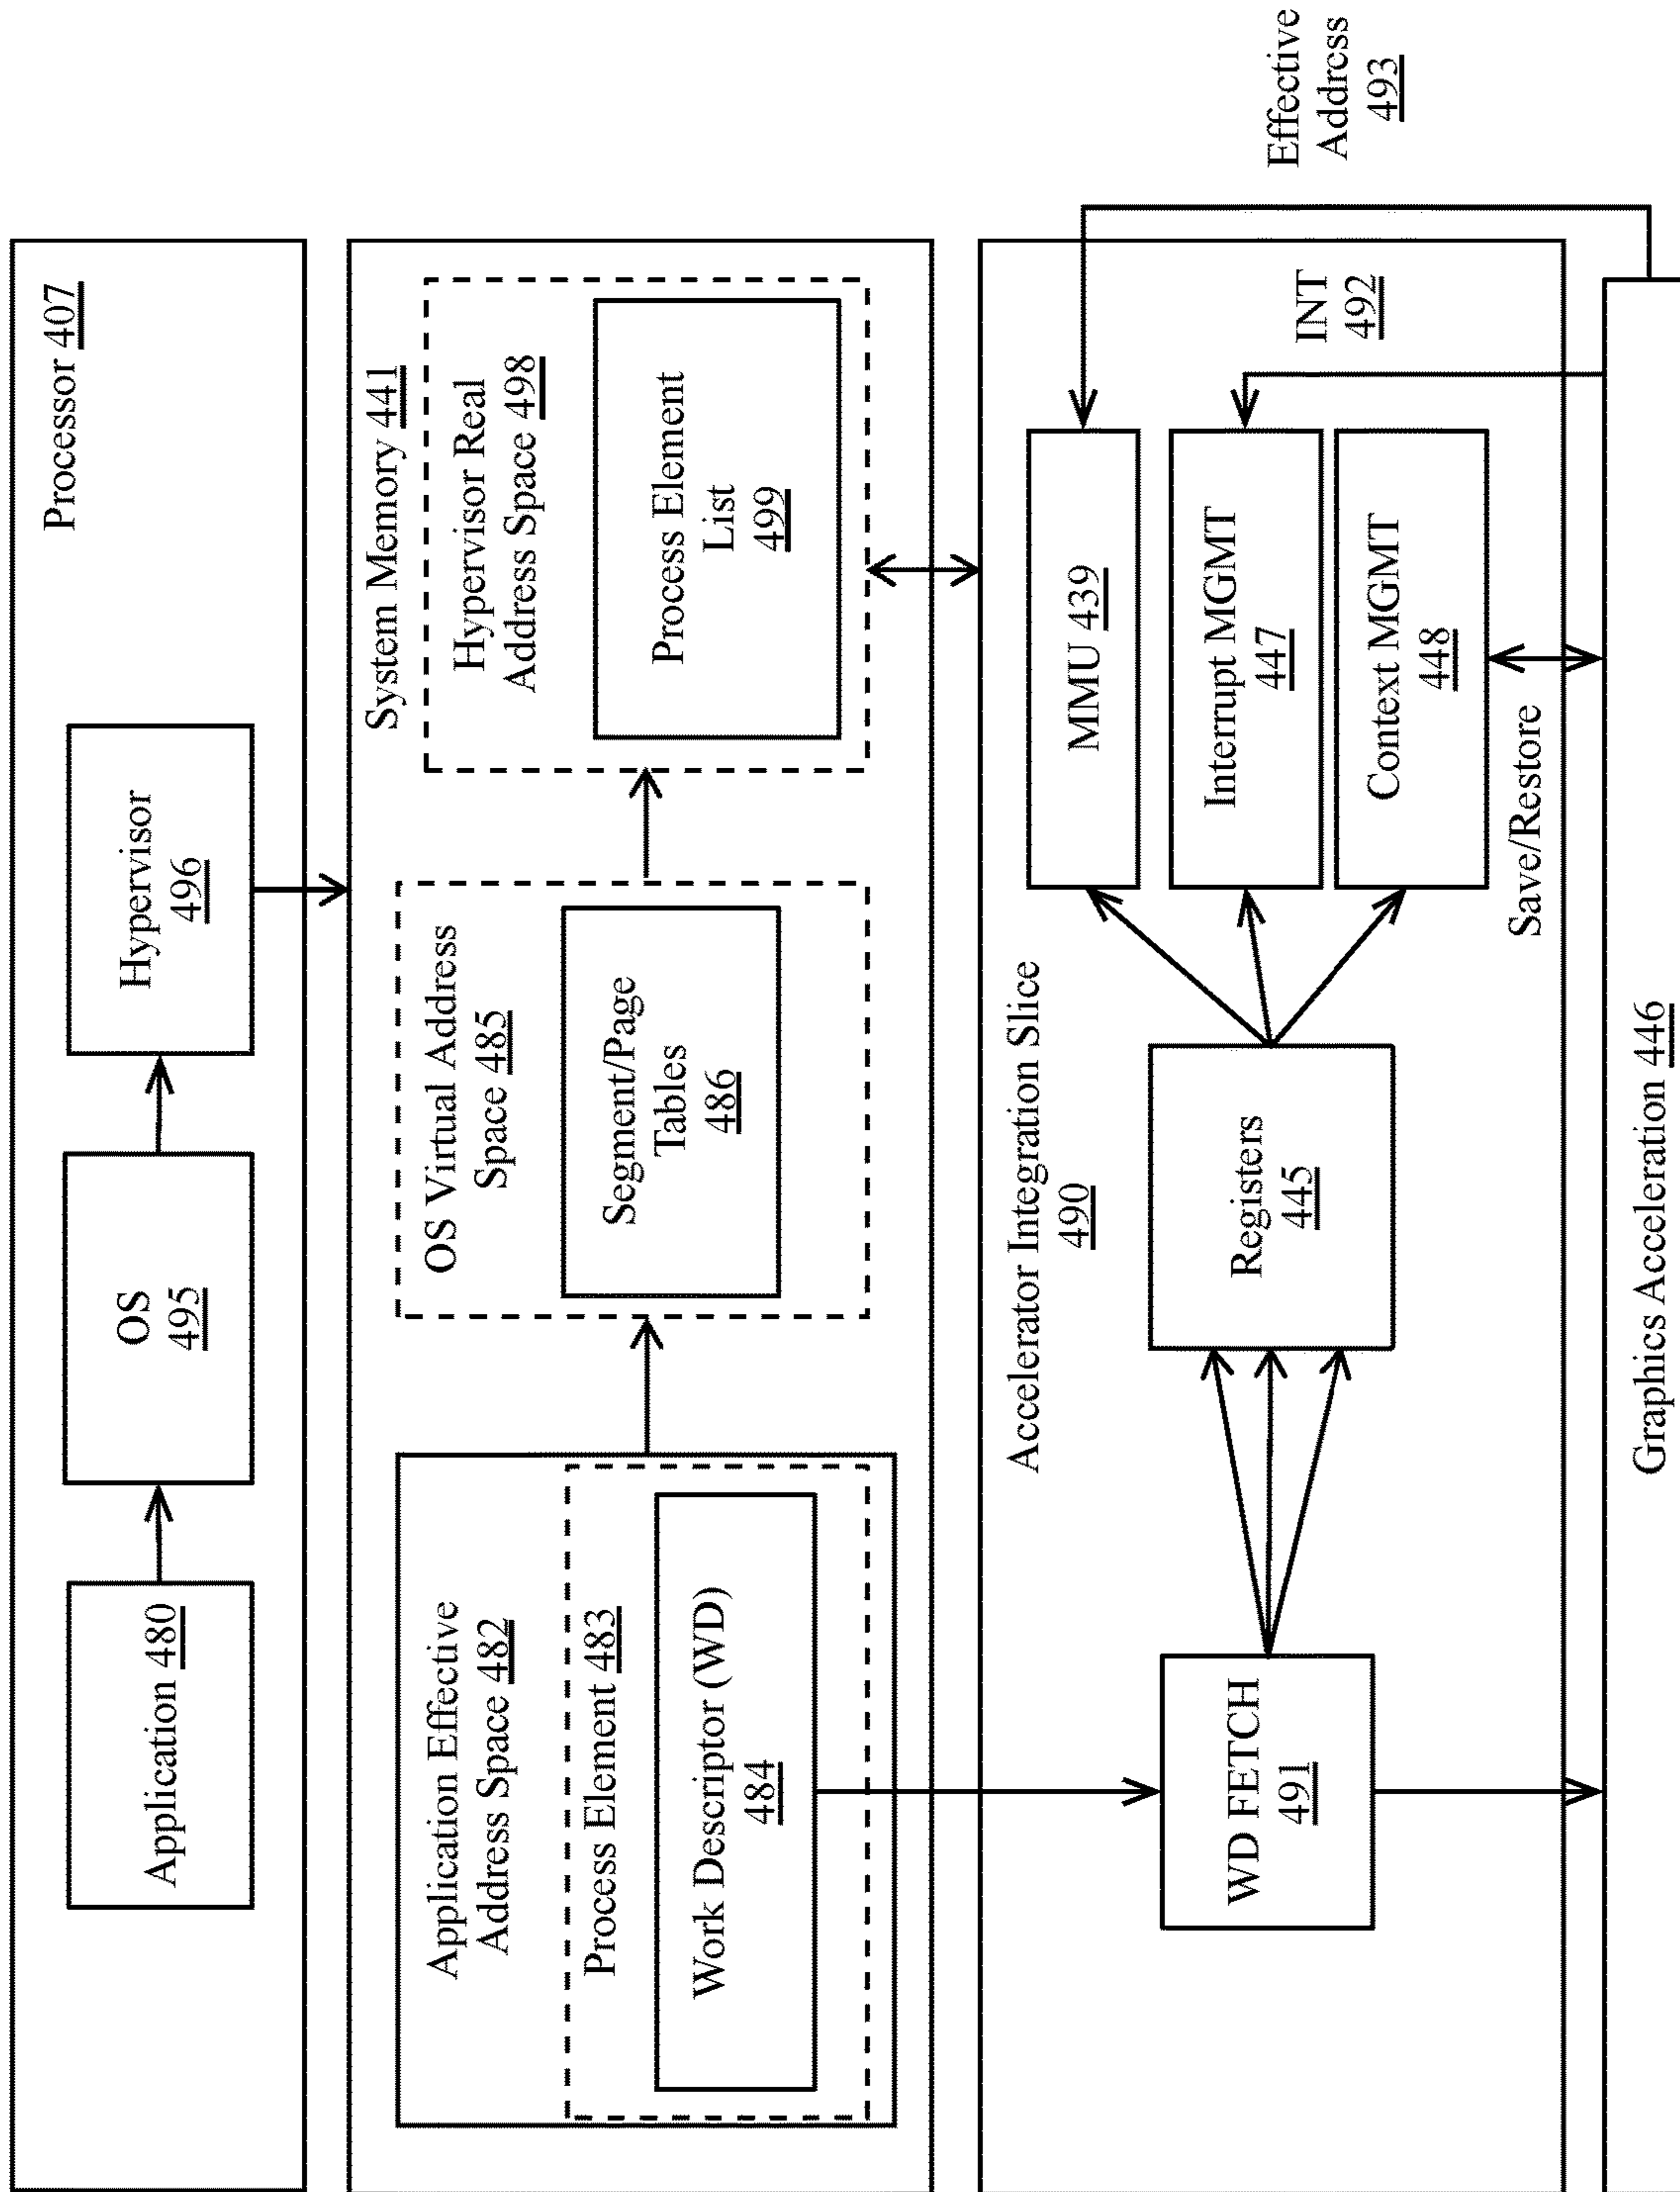 Processor 407
Application 480
OS
495
Hypervisor
496
System Memory 441
Application Effective
Address Space 482
Process Element 483
Work Descriptor (WD)
484
OS Virtual Address
Space 485
Segment/Page
Tables
486
Hypervisor Real
Address Space 498
Process Element
List
499
Accelerator Integration Slice
490
WD FETCH
491
Registers
445
MMU 439
Interrupt MGMT
447
Context MGMT
448
Save/Restore
INT
492
Effective
Address
493
Graphics Acceleration 446